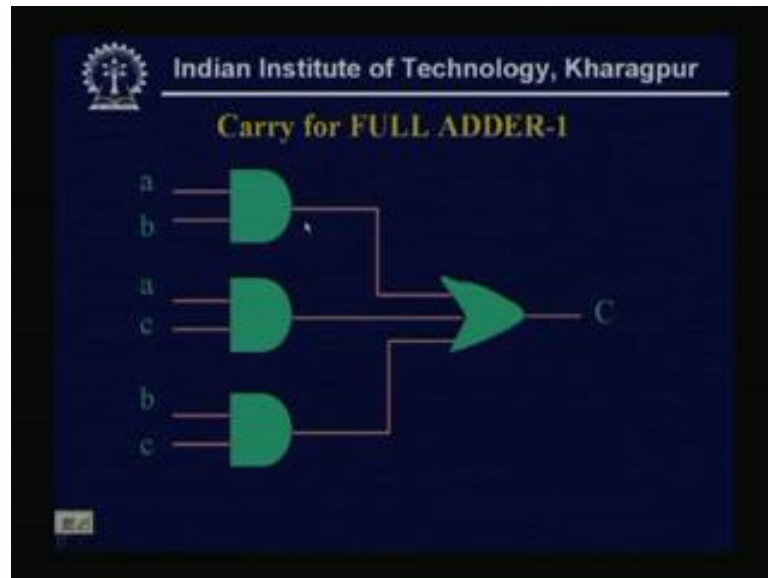 Indian Institute of Technology, Kharagpur
Carry for FULL ADDER-1
a
b
a
c
C
b
c